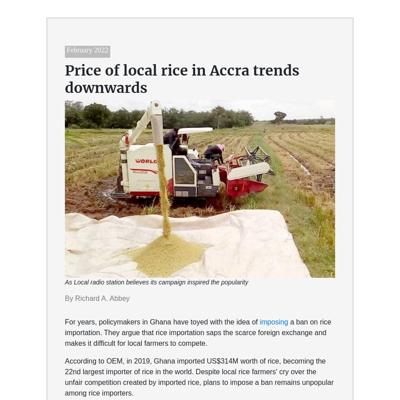 February 2022
Price of local rice in Accra trends
downwards
WORLD
As Local radio station believes its campaign inspired the popularity
By Richard A. Abbey
For years, policymakers in Ghana have toyed with the idea of imposing a ban on rice
importation. They argue that rice importation saps the scarce foreign exchange and
makes it difficult for local farmers to compete.
According to OEM, in 2019, Ghana imported US$314M worth of rice, becoming the
22nd largest importer of rice in the world. Despite local rice farmers' cry over the
unfair competition created by imported rice, plans to impose a ban remains unpopular
among rice importers.